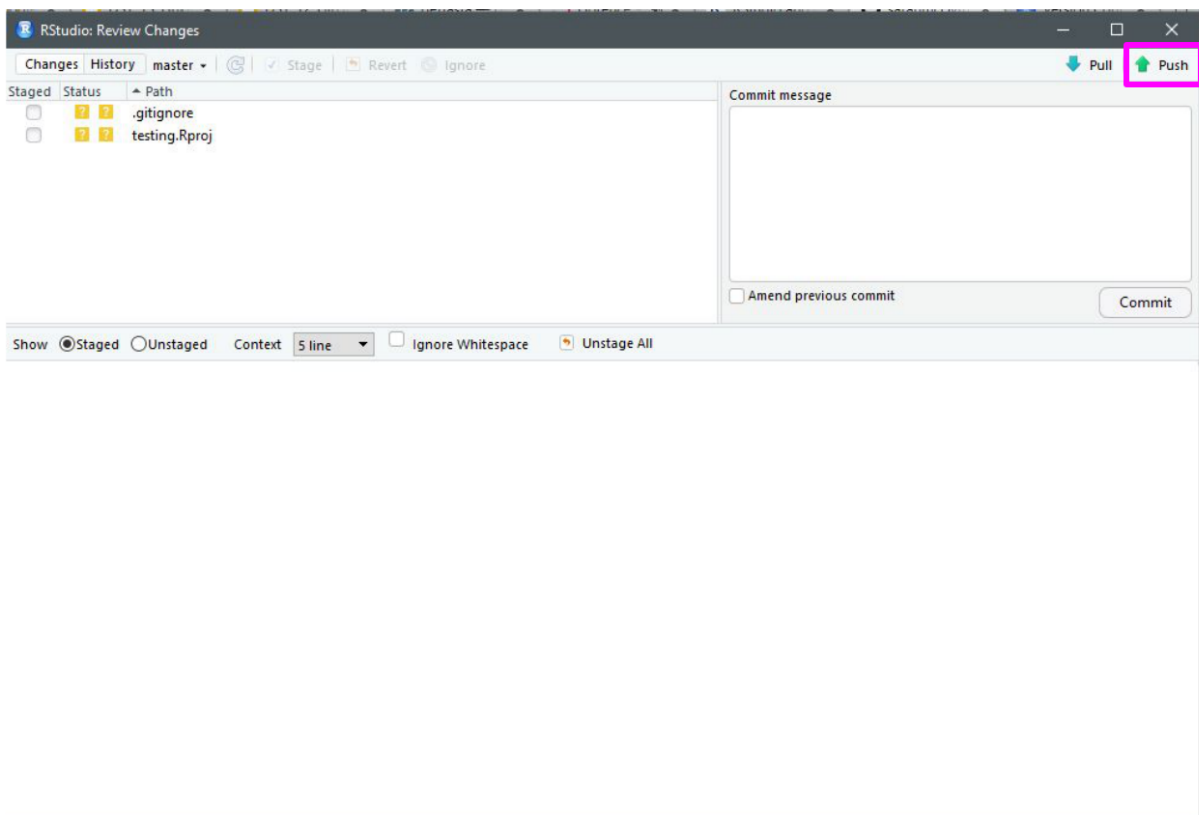 RStudio: Review Changes
Changes History master Stage Revert Ignore Pull Push
Staged Status Path
? ? .gitignore
? ? testing.Rproj
Commit message
Amend previous commit
Commit
Show Staged Unstaged Context 5 line Ignore Whitespace Unstage All